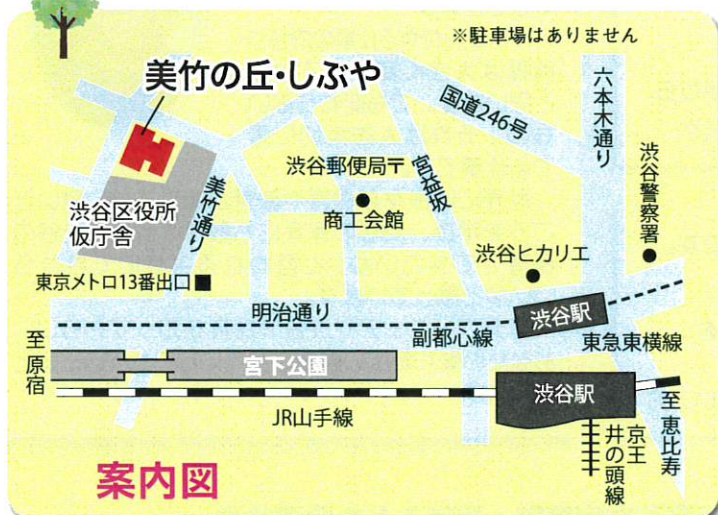 ※駐車場はありません
美竹の丘・しぶや
国道246号
六本木通り
渋谷郵便局〒
宮益坂
渋谷警察署
商工会館
美竹通り
渋谷区役所
仮庁舎
渋谷ヒカリエ
東京メトロ13番出口
明治通り
渋谷駅
副都心線
東急東横線
至原宿
宮下公園
渋谷駅
JR山手線
至恵比寿
京王
井の頭線
案内図